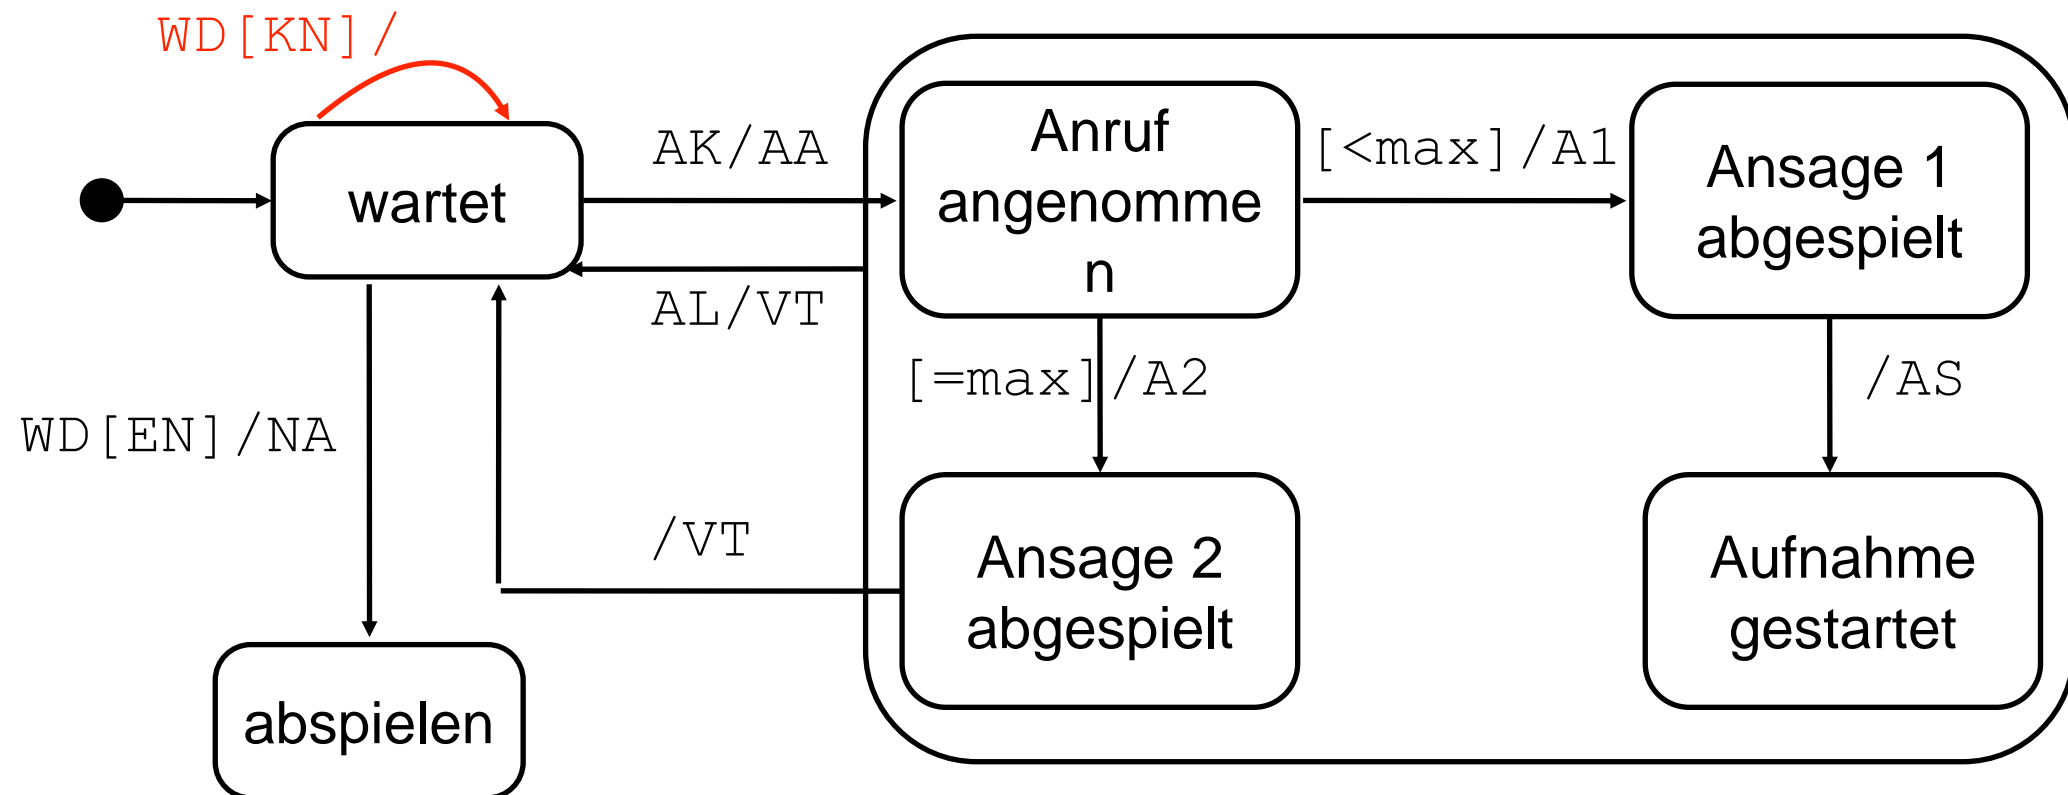 WD[KN]/
wartet
AK/AA
Anruf
angenomme
n
[<max]/A1
Ansage 1
abgespielt
AL/VT
[=max]/A2
/AS
WD[EN]/NA
/VT
Ansage 2
abgespielt
Aufnahme
gestartet
abspielen